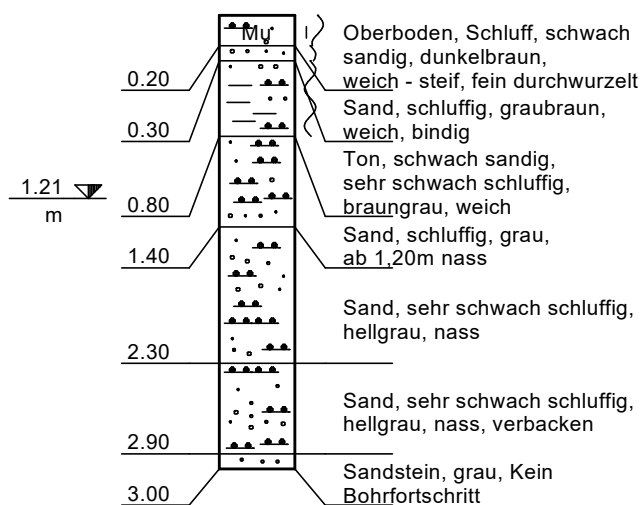 Mu
Oberboden, Schluff, schwach
sandig, dunkelbraun,
weich - steif, fein durchwurzelt
0.20
Sand, schluffig, graubraun,
weich, bindig
0.30
Ton, schwach sandig,
sehr schwach schluffig,
braungrau, weich
1.21
m
0.80
Sand, schluffig, grau,
ab 1,20m nass
1.40
Sand, sehr schwach schluffig,
hellgrau, nass
2.30
Sand, sehr schwach schluffig,
hellgrau, nass, verbacken
2.90
Sandstein, grau, Kein
Bohrfortschritt
3.00